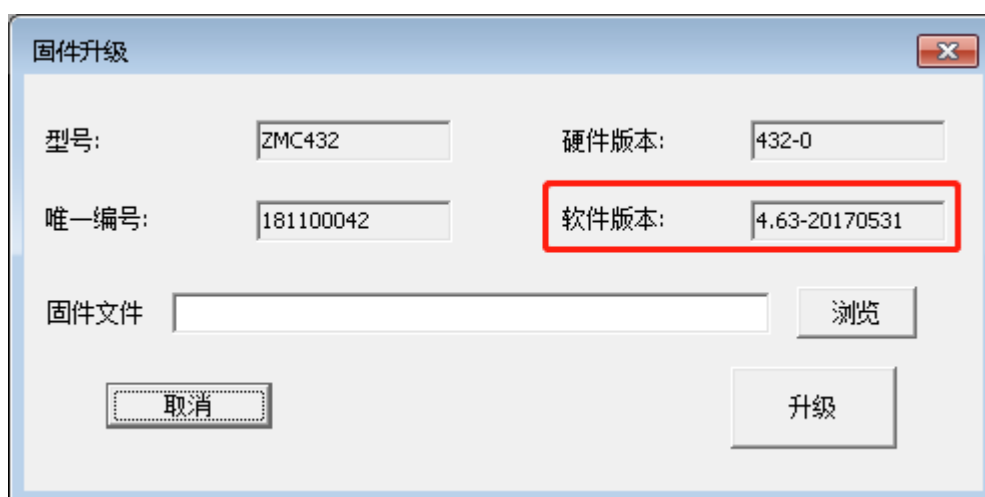 固件升级
型号: ZMC432 硬件版本: 432-0
唯一编号: 181100042 软件版本: 4.63-20170531
固件文件 浏览
取消 升级